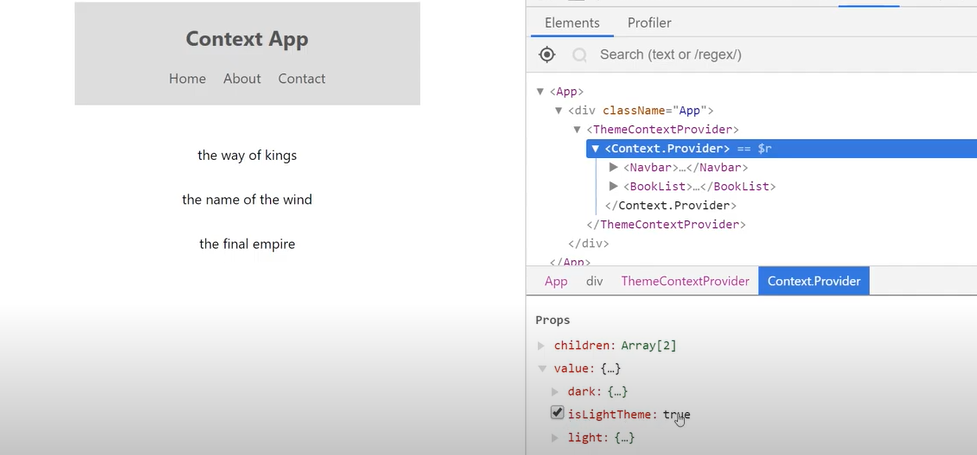 Context App
Home About Contact
the way of kings
the name of the wind
the final empire
Elements Profiler
Search (text or /regex/)
<App>
<div className="App">
<ThemeContextProvider>
<Context.Provider> == $r
<Navbar>…</Navbar>
<BookList>…</BookList>
</Context.Provider>
</ThemeContextProvider>
</div>
</App>
App div ThemeContextProvider Context.Provider
Props
children: Array[2]
value: {…}
dark: {…}
isLightTheme: true
light: {…}